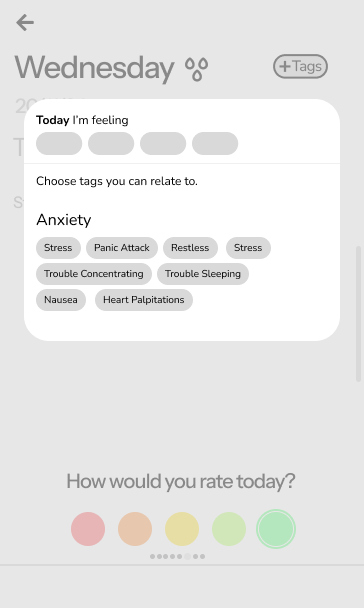 Wednesday
+Tags
Today I'm feeling
Choose tags you can relate to.
Anxiety
Stress Panic Attack Restless Stress
Trouble Concentrating Trouble Sleeping
Nausea Heart Palpitations
How would you rate today?